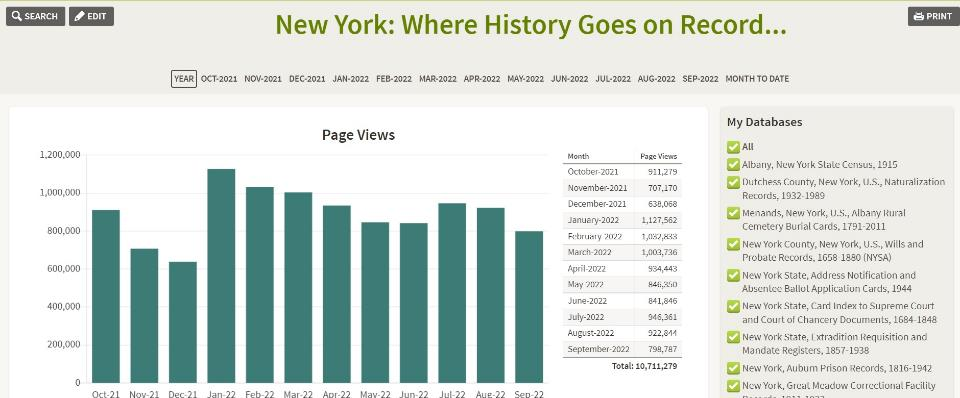 SEARCH
EDIT
New York: Where History Goes on Record...
PRINT
YEAR OCT-2021 NOV-2021 DEC-2021 JAN-2022 FEB-2022 MAR-2022 APR-2022 MAY-2022 JUN-2022 JUL-2022 AUG-2022 SEP-2022 MONTH TO DATE
Page Views
1,200,000
1,000,000
800,000
600,000
400,000
200,000
0
Oct-21 Nov-21 Dec-21 Jan-22 Feb-22 Mar-22 Apr-22 May-22 Jun-22 Jul-22 Aug-22 Sep-22
Month Page Views
October-2021 911,279
November-2021 707,170
December-2021 638,068
January-2022 1,127,562
February-2022 1,032,833
March-2022 1,003,736
April-2022 934,443
May-2022 846,350
June-2022 841,846
July-2022 946,361
August-2022 922,844
September-2022 798,787
Total: 10,711,279
My Databases
All
Albany, New York State Census, 1915
Dutchess County, New York, U.S., Naturalization
Records, 1932-1989
Menands, New York, U.S., Albany Rural
Cemetery Burial Cards, 1791-2011
New York County, New York, U.S., Wills and
Probate Records, 1658-1880 (NYSA)
New York State, Address Notification and
Absentee Ballot Application Cards, 1944
New York State, Card Index to Supreme Court
and Court of Chancery Documents, 1684-1848
New York State, Extradition Requisition and
Mandate Registers, 1857-1938
New York, Auburn Prison Records, 1816-1942
New York, Great Meadow Correctional Facility